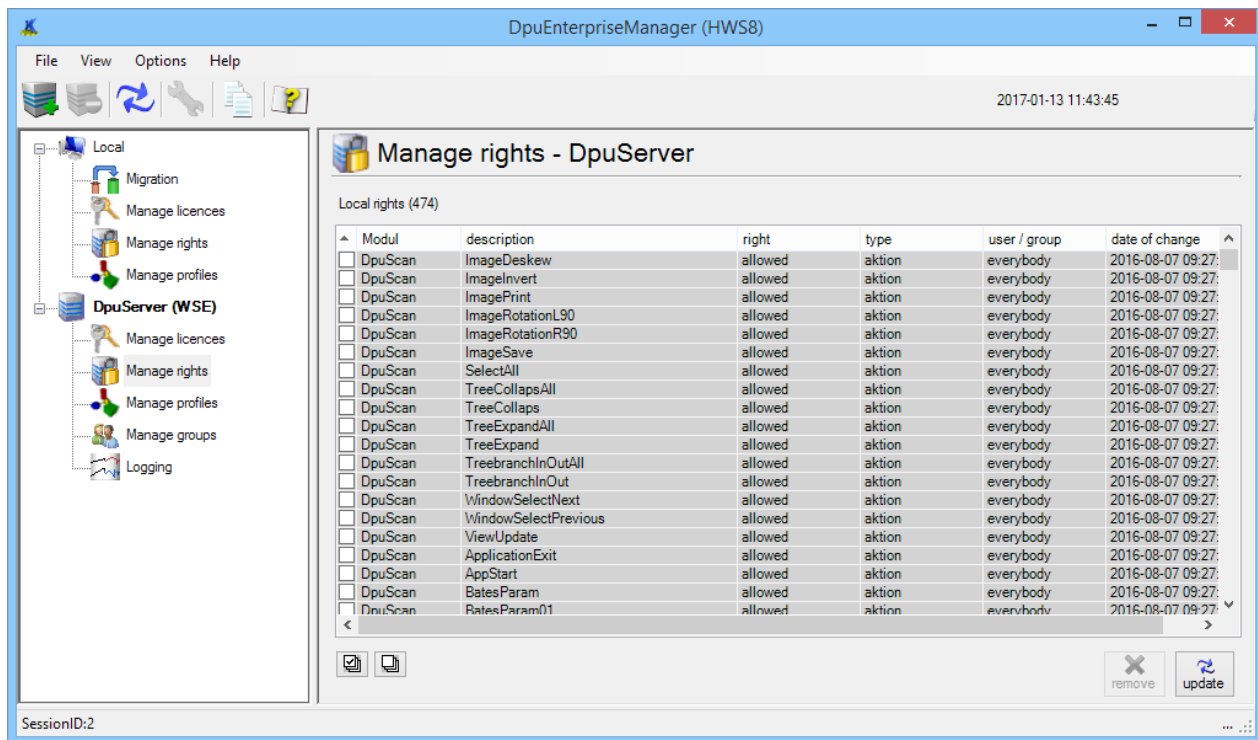 DpuEnterpriseManager (HWS8)
File View Options Help
2017-01-13 11:43:45
Local
Migration
Manage licences
Manage rights
Manage profiles
DpuServer (WSE)
Manage licences
Manage rights
Manage profiles
Manage groups
Logging
Manage rights - DpuServer
Local rights (474)
Modul description right type user / group date of change
DpuScan ImageDeskew allowed aktion everybody 2016-08-07 09:27:
DpuScan ImageInvert allowed aktion everybody 2016-08-07 09:27:
DpuScan ImagePrint allowed aktion everybody 2016-08-07 09:27:
DpuScan ImageRotationL90 allowed aktion everybody 2016-08-07 09:27:
DpuScan ImageRotationR90 allowed aktion everybody 2016-08-07 09:27:
DpuScan ImageSave allowed aktion everybody 2016-08-07 09:27:
DpuScan SelectAll allowed aktion everybody 2016-08-07 09:27:
DpuScan TreeCollapsAll allowed aktion everybody 2016-08-07 09:27:
DpuScan TreeCollaps allowed aktion everybody 2016-08-07 09:27:
DpuScan TreeExpandAll allowed aktion everybody 2016-08-07 09:27:
DpuScan TreeExpand allowed aktion everybody 2016-08-07 09:27:
DpuScan TreebranchInOutAll allowed aktion everybody 2016-08-07 09:27:
DpuScan TreebranchInOut allowed aktion everybody 2016-08-07 09:27:
DpuScan WindowSelectNext allowed aktion everybody 2016-08-07 09:27:
DpuScan WindowSelectPrevious allowed aktion everybody 2016-08-07 09:27:
DpuScan ViewUpdate allowed aktion everybody 2016-08-07 09:27:
DpuScan ApplicationExit allowed aktion everybody 2016-08-07 09:27:
DpuScan AppStart allowed aktion everybody 2016-08-07 09:27:
DpuScan BatesParam allowed aktion everybody 2016-08-07 09:27:
DpuScan BatesParam01 allowed aktion everybody 2016-08-07 09:27:
remove update
SessionID:2 ...